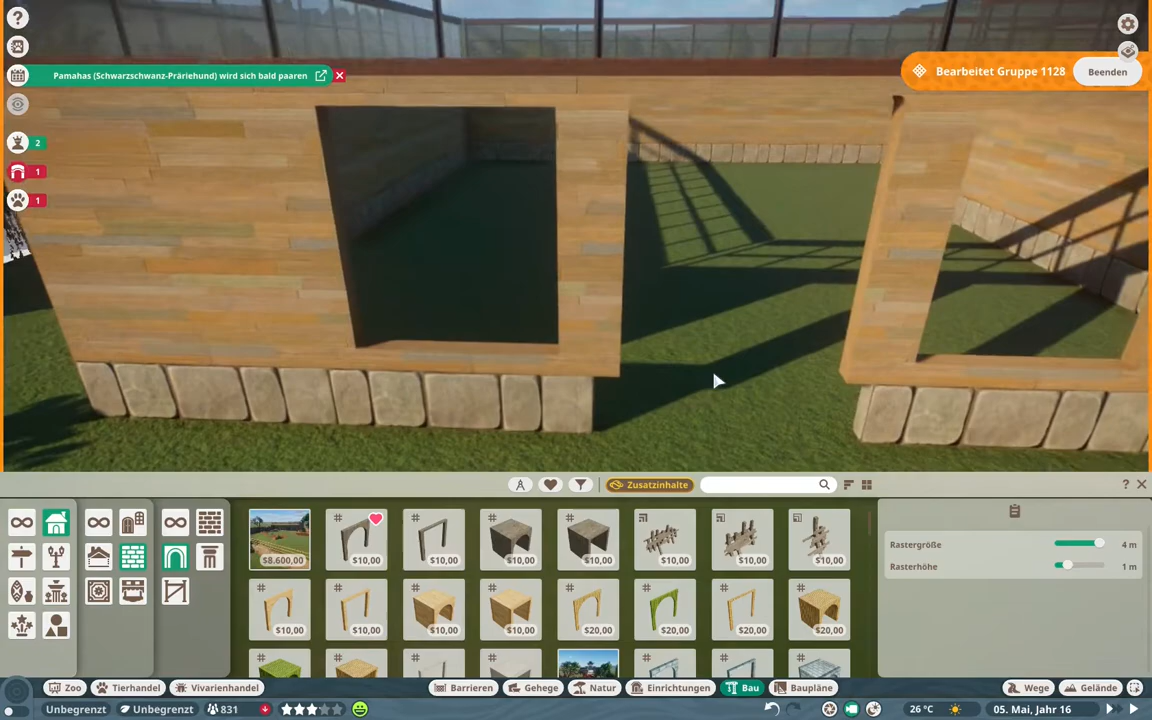 ?
Pamahas (Schwarzschwanz-Präriehund) wird sich bald paaren
Bearbeitet Gruppe 1128
Beenden
2
1
1
Zusatzinhalte
?
$8.600,00
$10,00
$10,00
$10,00
$10,00
$10,00
$10,00
$10,00
$10,00
$10,00
$10,00
$10,00
$20,00
$20,00
$20,00
$20,00
Rastergröße
4 m
Rasterhöhe
1 m
Zoo
Tierhandel
Vivarienhandel
Barrieren
Gehege
Natur
Einrichtungen
Bau
Baupläne
Wege
Gelände
Unbegrenzt
Unbegrenzt
831
26 °C
05. Mai, Jahr 16